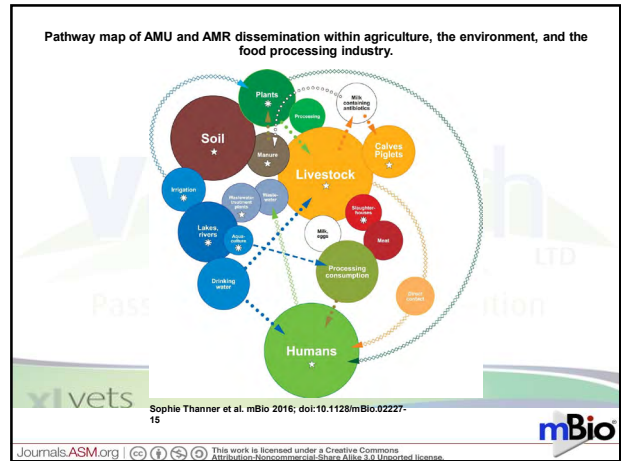 Pathway map of AMU and AMR dissemination within agriculture, the environment, and the
food processing industry.
Plants
Milk
containing
antibiotics
Processing
Soil
Manure
Calves
Piglets
Livestock
Irrigation
Wastewater
treatment
plants
Waste-
water
Slaughter-
houses
Lakes,
rivers
Aqua-
culture
Milk,
eggs
Meat
LTD
Processing
consumption
Drinking
water
Direct
contact
Pass
Humans
xlvets
Sophie Thanner et al. mBio 2016; doi:10.1128/mBio.02227-
15
mBio
Journals.ASM.org
This work is licensed under a Creative Commons
Attribution-Noncommercial-Share Alike 3.0 Unported license.